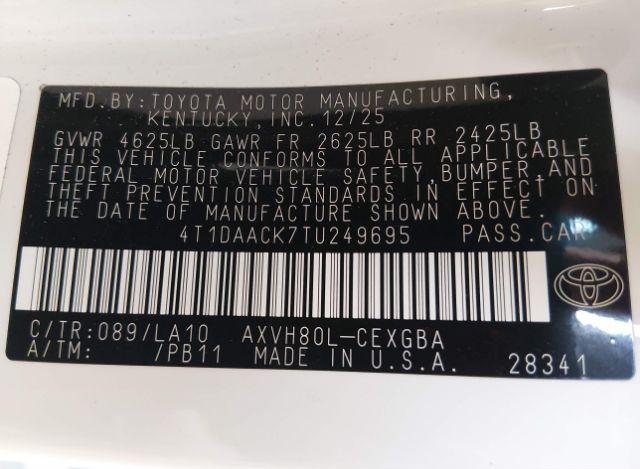 MFD.BY:TOYOTA MOTOR MANUFACTURING,
KENTUCKY,INC.12/25
GVWR 4625LB GAWR FR 2625LB RR 2425LB
THIS VEHICLE CONFORMS TO ALL APPLICABLE
FEDERAL MOTOR VEHICLE SAFETY,BUMPER,AND
THEFT PREVENTION STANDARDS IN EFFECT ON
THE DATE OF MANUFACTURE SHOWN ABOVE.
4T1DAACK7TU249695 PASS.CAR
C/TR:089/LA10 AXVH80L-CEXGBA
A/TM: /PB11 MADE IN U.S.A. 28341